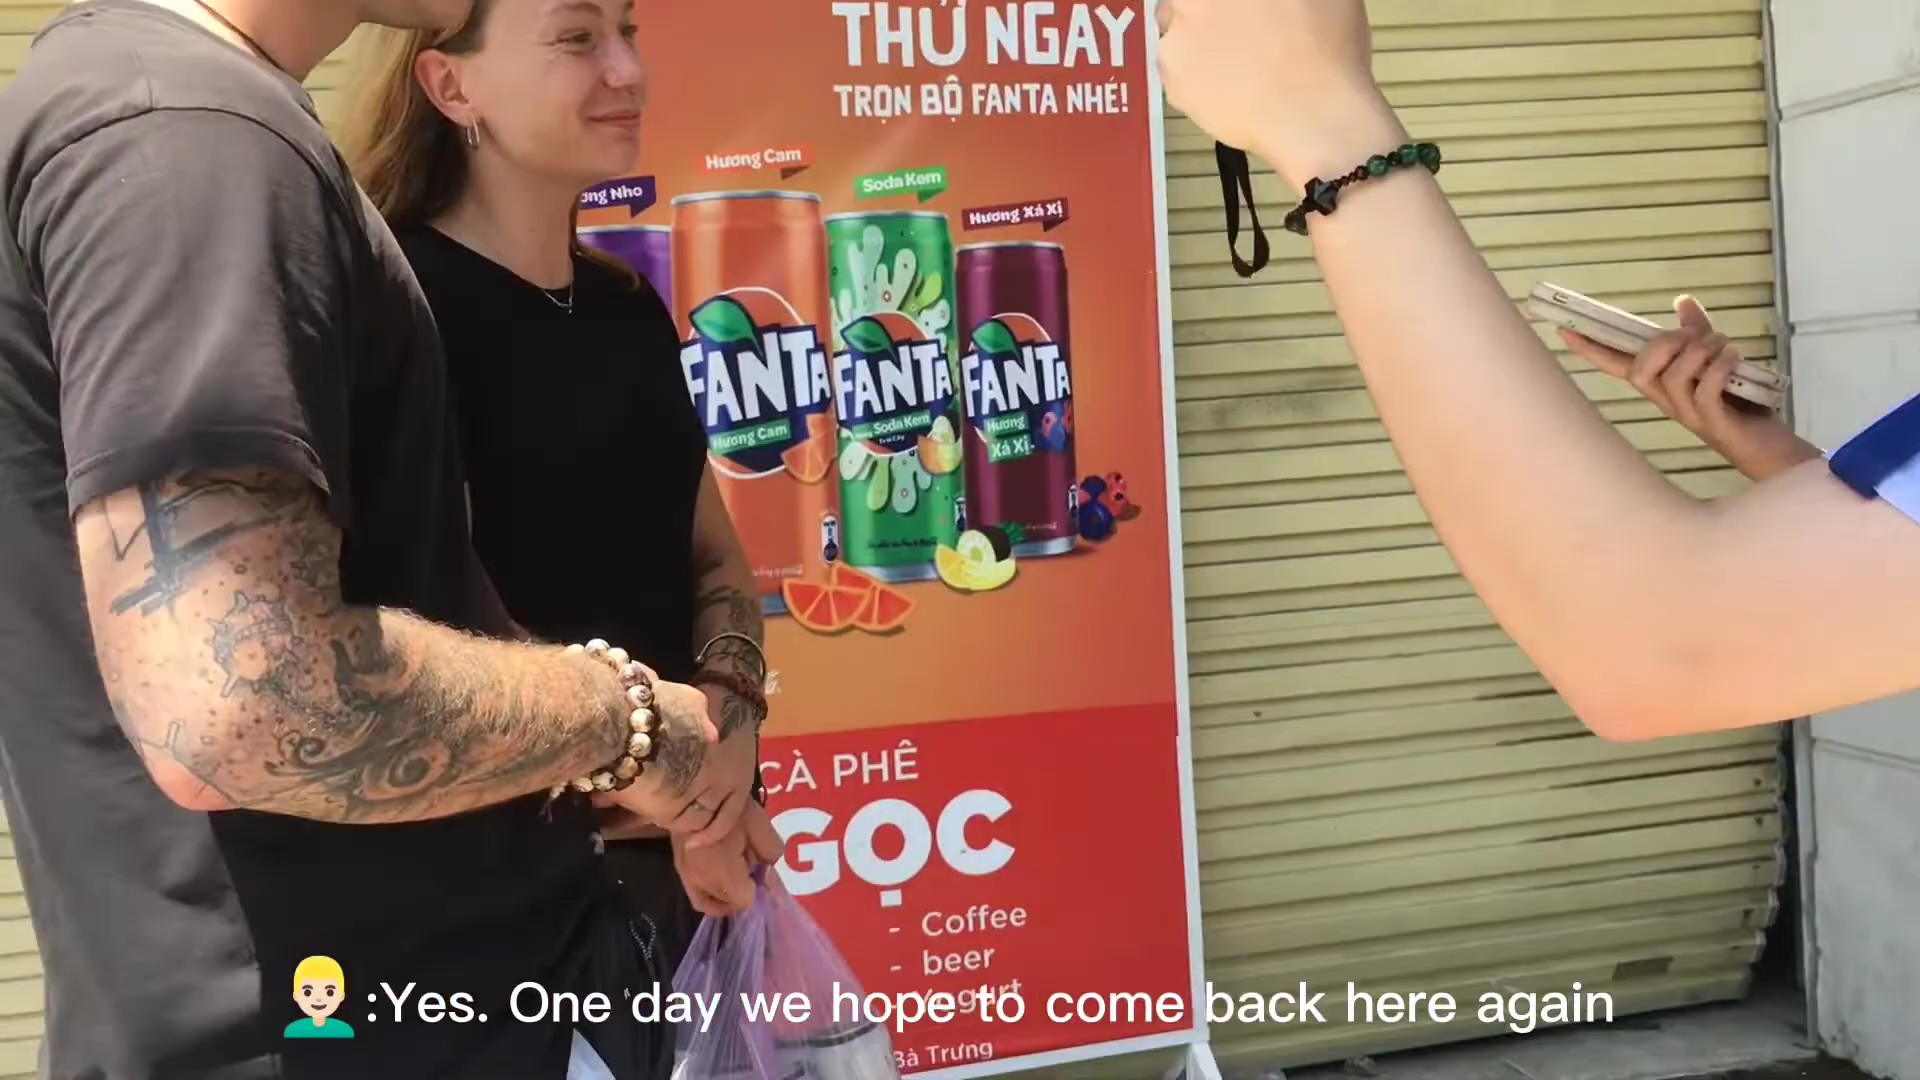 THỬ NGAY
TRỌN BỘ FANTA NHÉ!
Hương Cam
Soda Kem
Hương Xá Xị
Nho
FANTA
Hương Cam
FANTA
Soda Kem
FANTA
Hương
Xá Xị
CÀ PHÊ
GỌC
- Coffee
- beer
Yogurt
:Yes. One day we hope to come back here again
Bà Trưng